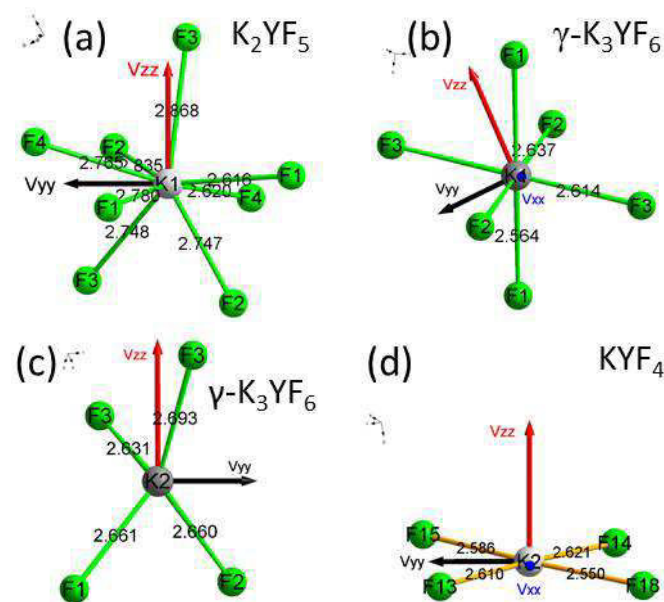 (a)
K₂YF₅
F3
Vzz
2.868
F4
F2
2.765
2.835
K1
2.616
F1
Vyy
2.620
F4
F1
2.780
2.748
2.747
F3
F2
(b)
γ-K₃YF₆
F1
Vzz
F2
F3
2.637
Vyy
Vxx
2.614
F3
F2
2.564
F1
(c)
γ-K₃YF₆
Vzz
F3
F3
2.693
2.631
K2
Vyy
2.661
2.660
F1
F2
(d)
KYF₄
Vzz
F15
F14
2.586
2.621
Vyy
K2
F13
2.610
2.550
F18
Vxx